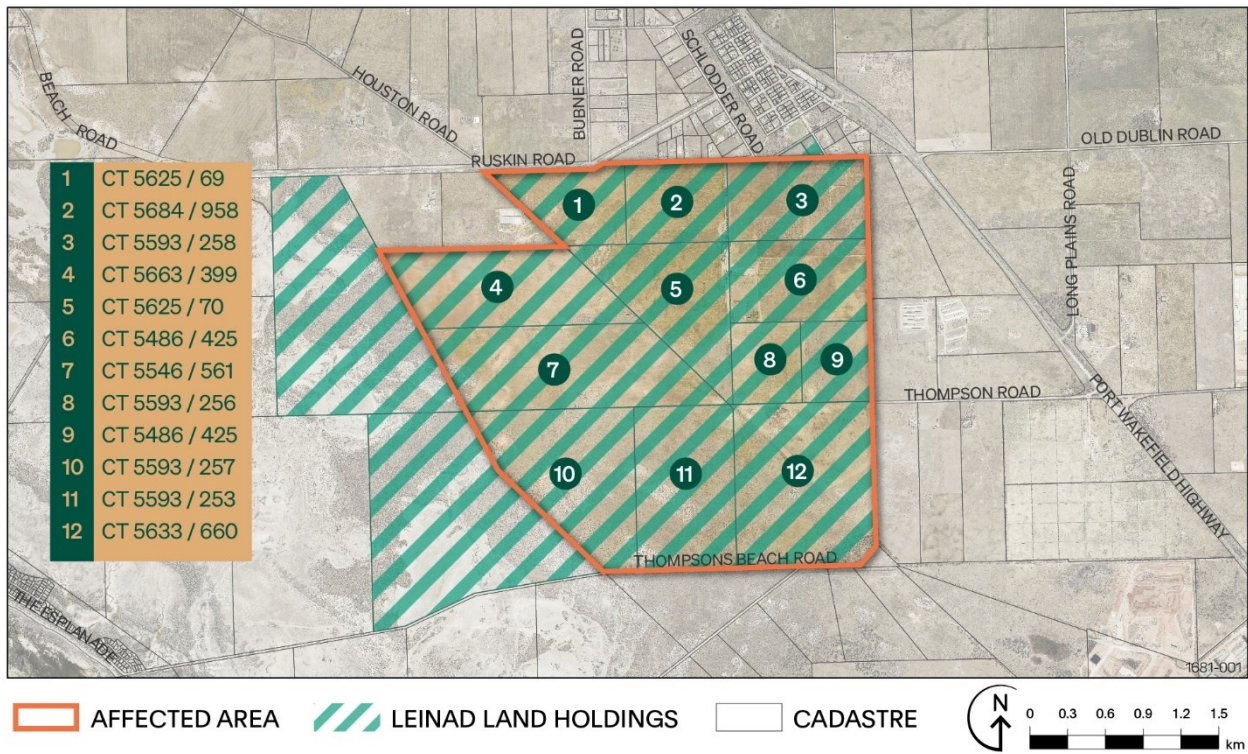 BEACH ROAD
HOUSTON ROAD
BUBNER ROAD
SCHLODDER ROAD
OLD DUBLIN ROAD
RUSKIN ROAD
LONG PLAINS ROAD
1 CT 5625 / 69
2 CT 5684 / 958
3 CT 5593 / 258
4 CT 5663 / 399
5 CT 5625 / 70
6 CT 5486 / 425
7 CT 5546 / 561
8 CT 5593 / 256
9 CT 5486 / 425
10 CT 5593 / 257
11 CT 5593 / 253
12 CT 5633 / 660
1
2
3
4
5
6
7
8
9
10
11
12
THOMPSON ROAD
PORT WAKEFIELD HIGHWAY
THOMPSONS BEACH ROAD
THE ESPLANADE
1681-001
AFFECTED AREA
LEINAD LAND HOLDINGS
CADASTRE
N
0 0.3 0.6 0.9 1.2 1.5
km